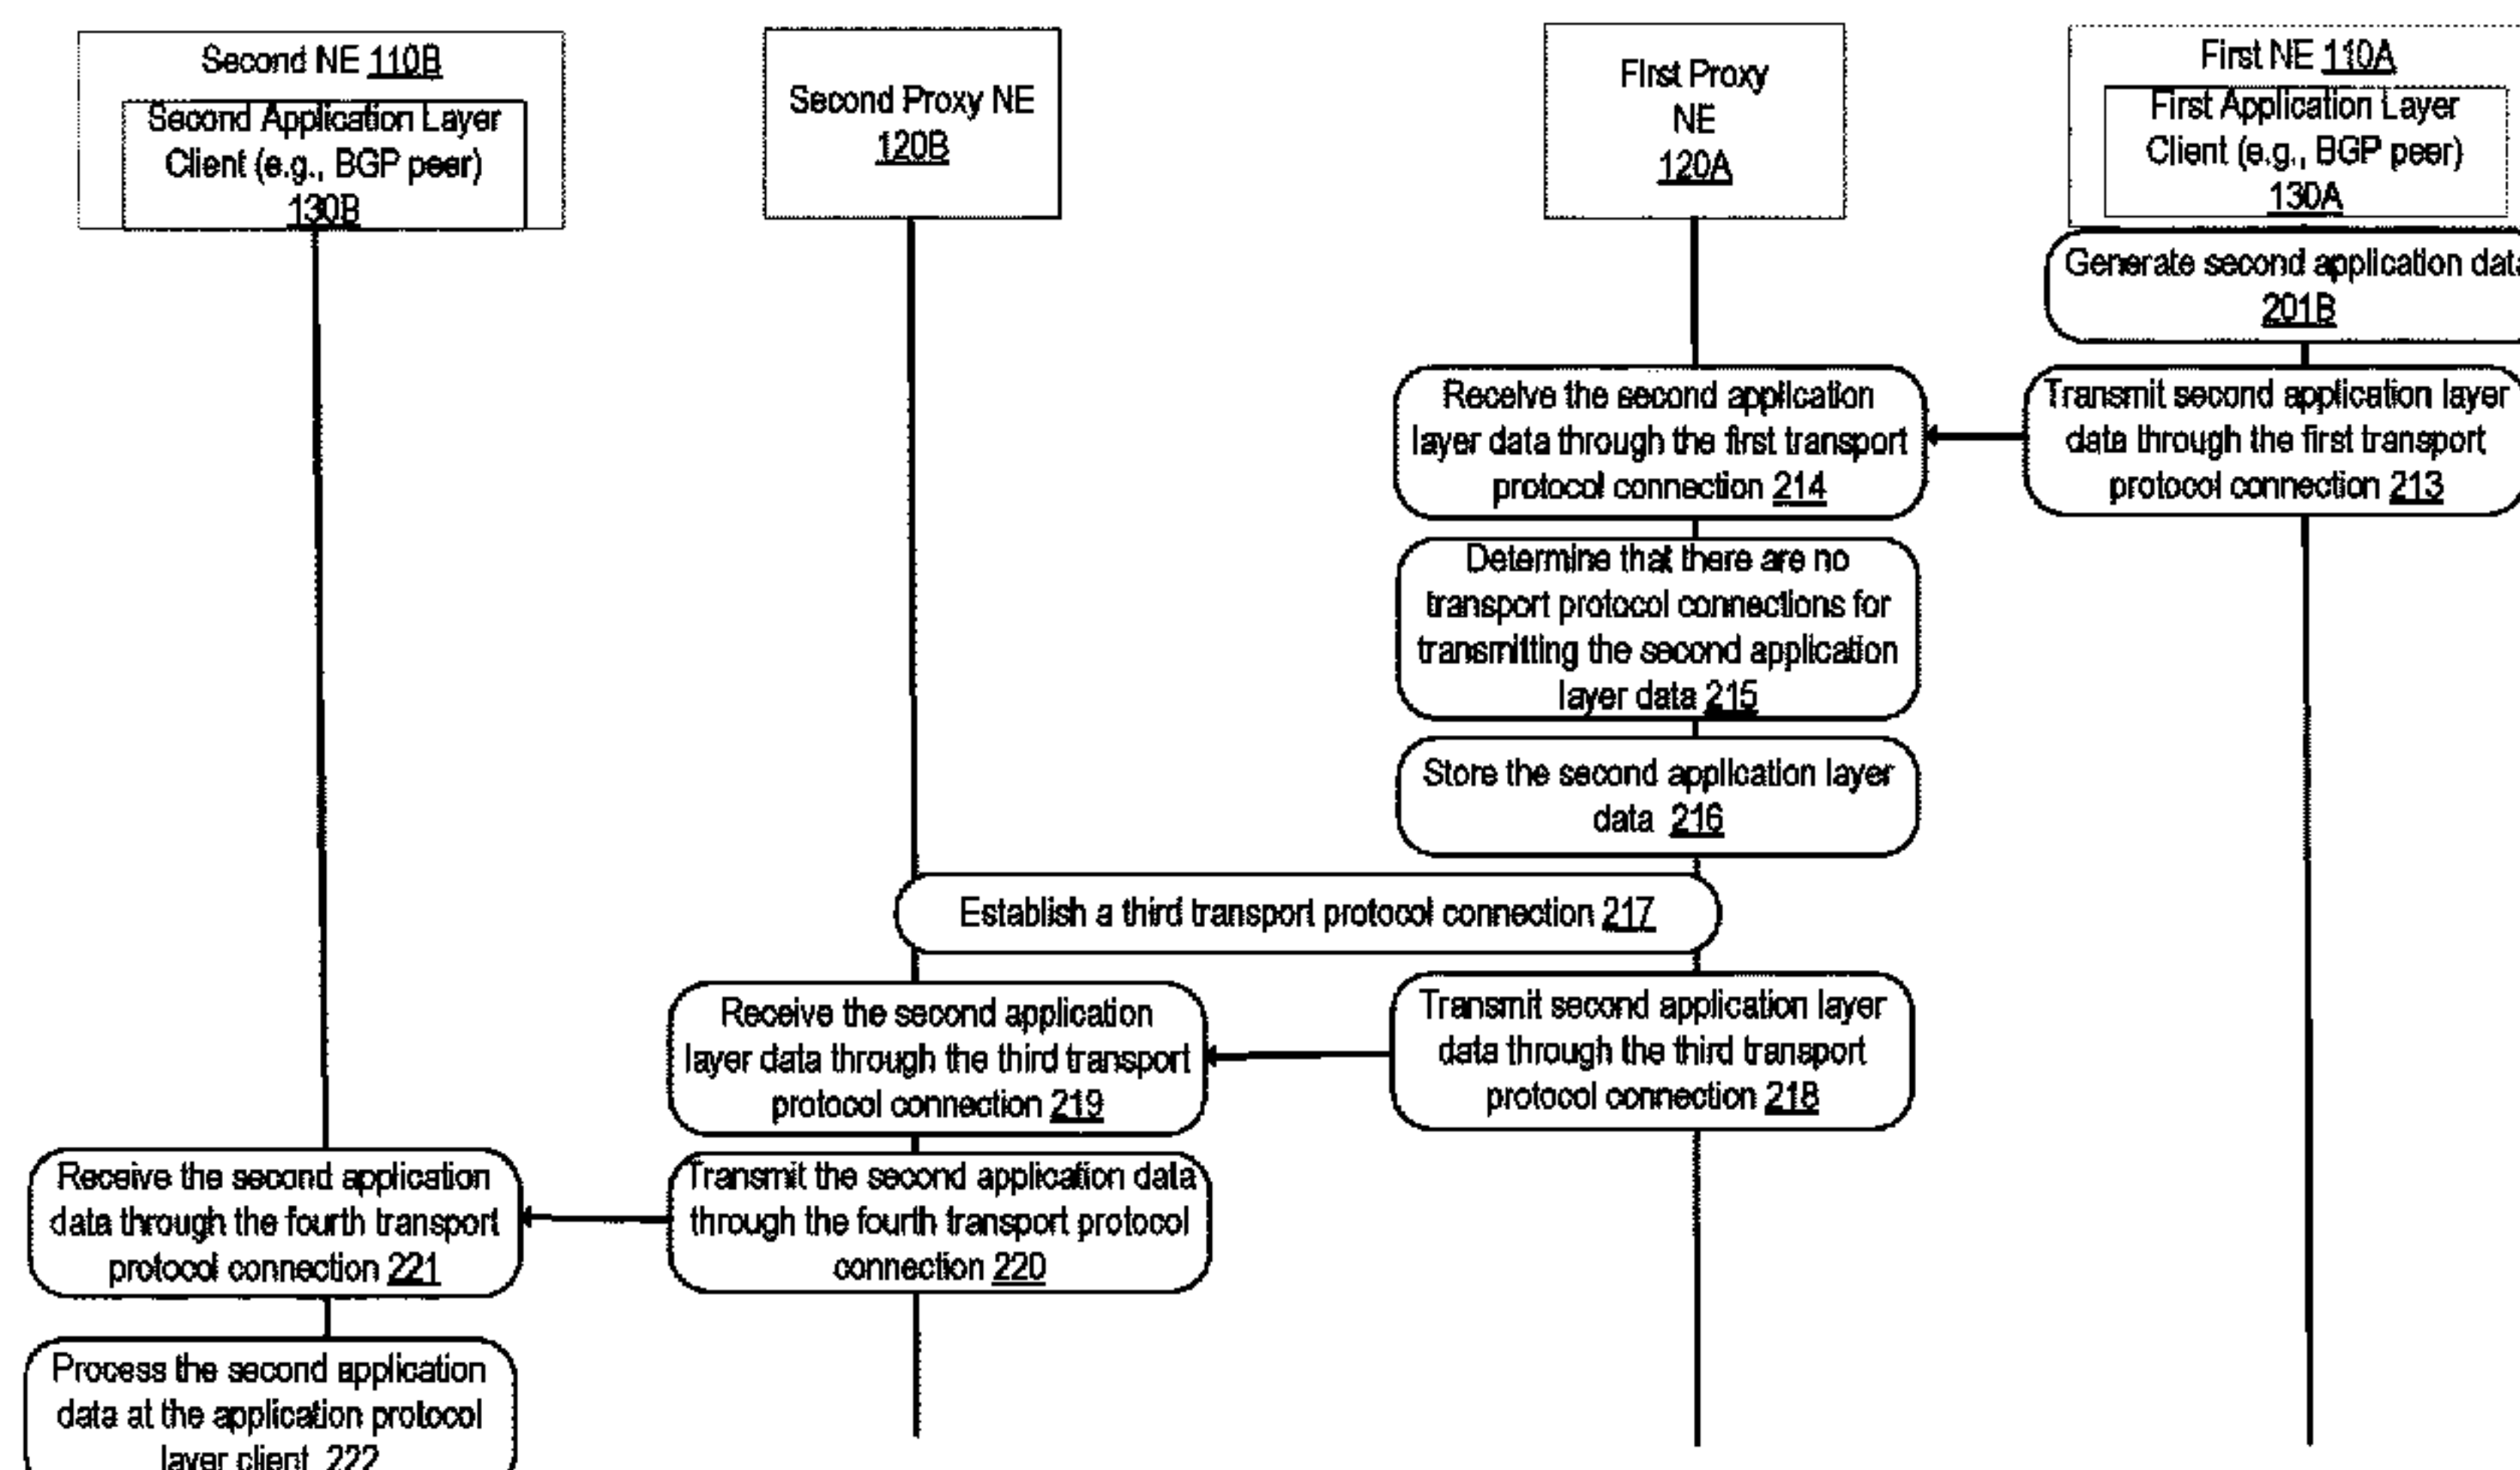 Second NE 110B
Second Application Layer
Client (e.g., BGP peer)
130B
Second Proxy NE
120B
First Proxy
NE
120A
First NE 110A
First Application Layer
Client (e.g., BGP peer)
130A
Generate second application data
201B
Transmit second application layer
data through the first transport
protocol connection 213
Receive the second application
layer data through the first transport
protocol connection 214
Determine that there are no
transport protocol connections for
transmitting the second application
layer data 215
Store the second application layer
data 216
Establish a third transport protocol connection 217
Transmit second application layer
data through the third transport
protocol connection 218
Receive the second application
layer data through the third transport
protocol connection 219
Transmit the second application data
through the fourth transport protocol
connection 220
Receive the second application
data through the fourth transport
protocol connection 221
Process the second application
data at the application protocol
layer client 222